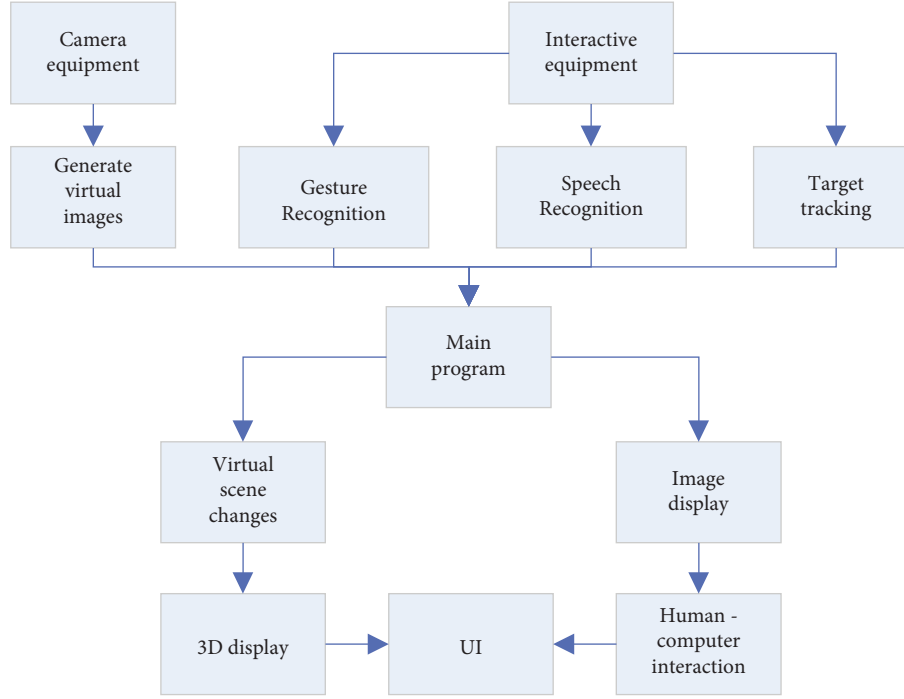 Camera
equipment
Interactive
equipment
Generate
virtual
images
Gesture
Recognition
Speech
Recognition
Target
tracking
Main
program
Virtual
scene
changes
Image
display
3D display
UI
Human -
computer
interaction